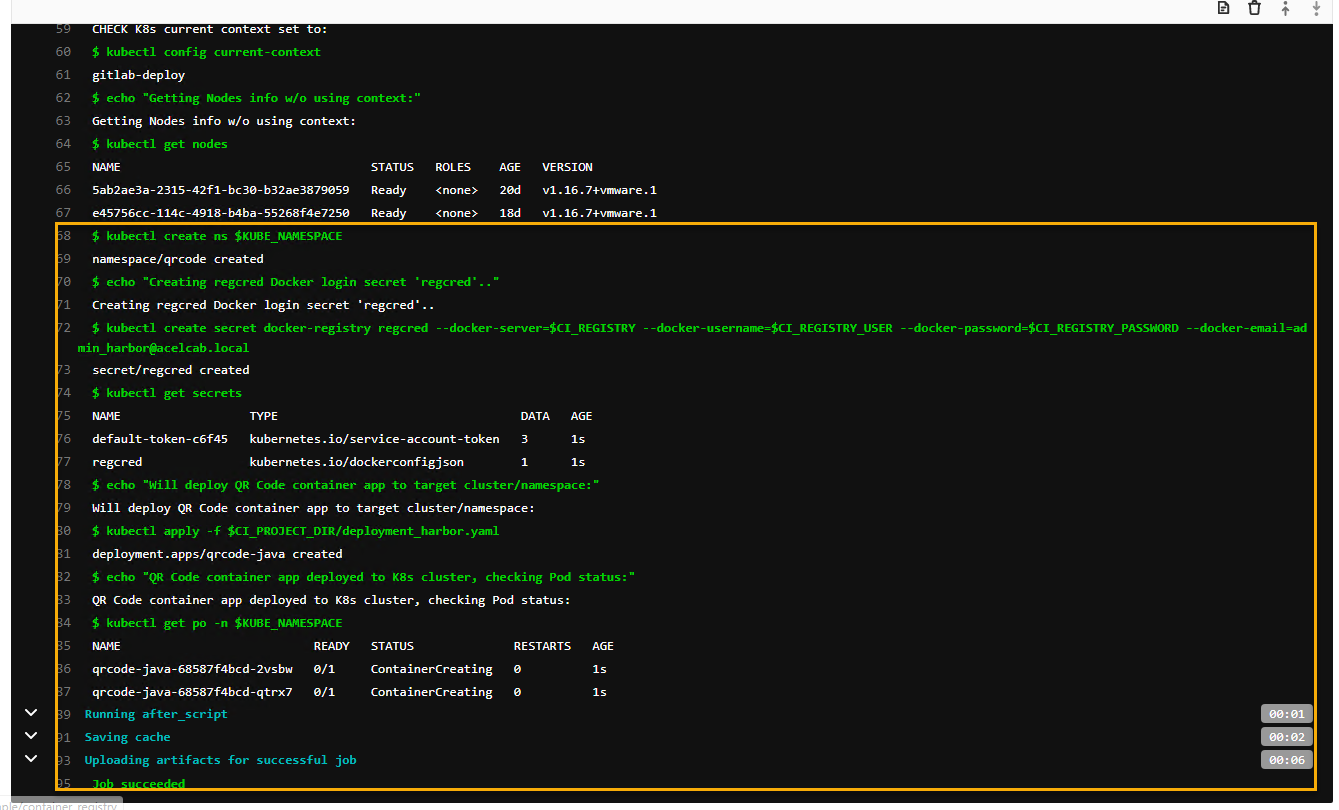 59 CHECK K8s current context set to:
60 $ kubectl config current-context
61 gitlab-deploy
62 $ echo "Getting Nodes info w/o using context:"
63 Getting Nodes info w/o using context:
64 $ kubectl get nodes
65 NAME STATUS ROLES AGE VERSION
66 5ab2ae3a-2315-42f1-bc30-b32ae3879059 Ready <none> 20d v1.16.7+vmware.1
67 e45756cc-114c-4918-b4ba-55268f4e7250 Ready <none> 18d v1.16.7+vmware.1
68 $ kubectl create ns $KUBE_NAMESPACE
69 namespace/qrcode created
70 $ echo "Creating regcred Docker login secret 'regcred'.."
71 Creating regcred Docker login secret 'regcred'..
72 $ kubectl create secret docker-registry regcred --docker-server=$CI_REGISTRY --docker-username=$CI_REGISTRY_USER --docker-password=$CI_REGISTRY_PASSWORD --docker-email=ad
min_harbor@acelcab.local
73 secret/regcred created
74 $ kubectl get secrets
75 NAME TYPE DATA AGE
76 default-token-c6f45 kubernetes.io/service-account-token 3 1s
77 regcred kubernetes.io/dockerconfigjson 1 1s
78 $ echo "Will deploy QR Code container app to target cluster/namespace:"
79 Will deploy QR Code container app to target cluster/namespace:
80 $ kubectl apply -f $CI_PROJECT_DIR/deployment_harbor.yaml
81 deployment.apps/qrcode-java created
82 $ echo "QR Code container app deployed to K8s cluster, checking Pod status:"
83 QR Code container app deployed to K8s cluster, checking Pod status:
84 $ kubectl get po -n $KUBE_NAMESPACE
85 NAME READY STATUS RESTARTS AGE
86 qrcode-java-68587f4bcd-2vsbw 0/1 ContainerCreating 0 1s
87 qrcode-java-68587f4bcd-qtrx7 0/1 ContainerCreating 0 1s
89 Running after_script 00:01
91 Saving cache 00:02
93 Uploading artifacts for successful job 00:06
95 Job succeeded
ple/container_registry